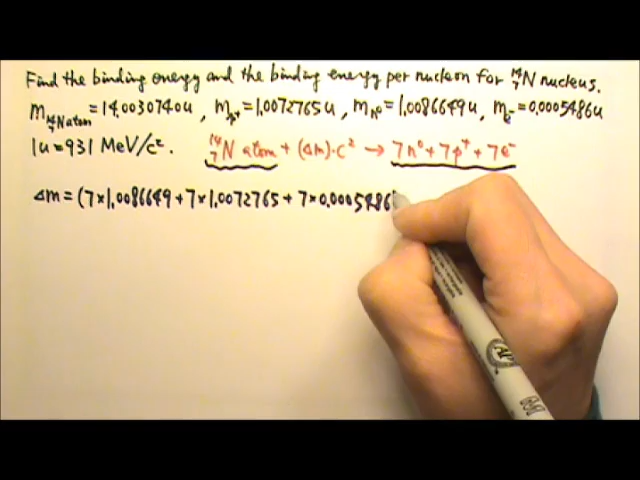 Find the binding energy and the binding energy per nucleon for ¹⁴₇N nucleus.
m ¹⁴₇N atom = 14.0030740u, mp⁺=1.0072765u, mn⁰=1.0086649u, me⁻=0.0005486u
1u=931 MeV/c². ¹⁴₇N atom + (Δm)·c² → 7n⁰+7p⁺+7e⁻
Δm = (7×1.0086649+7×1.0072765+7×0.0005486
AP